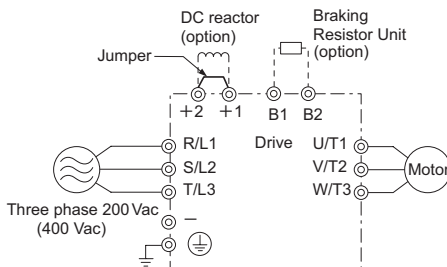 DC reactor
(option)
Braking
Resistor Unit
(option)
Jumper
+2
+1
B1
B2
R/L1
Drive
U/T1
S/L2
V/T2
Motor
T/L3
W/T3
Three phase 200 Vac
(400 Vac)
−